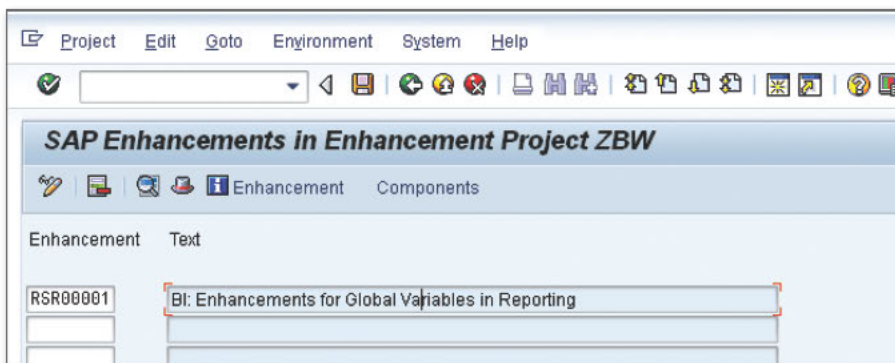 Project Edit Goto Environment System Help
SAP Enhancements in Enhancement Project ZBW
Enhancement Components
Enhancement Text
RSR00001 BI: Enhancements for Global Variables in Reporting